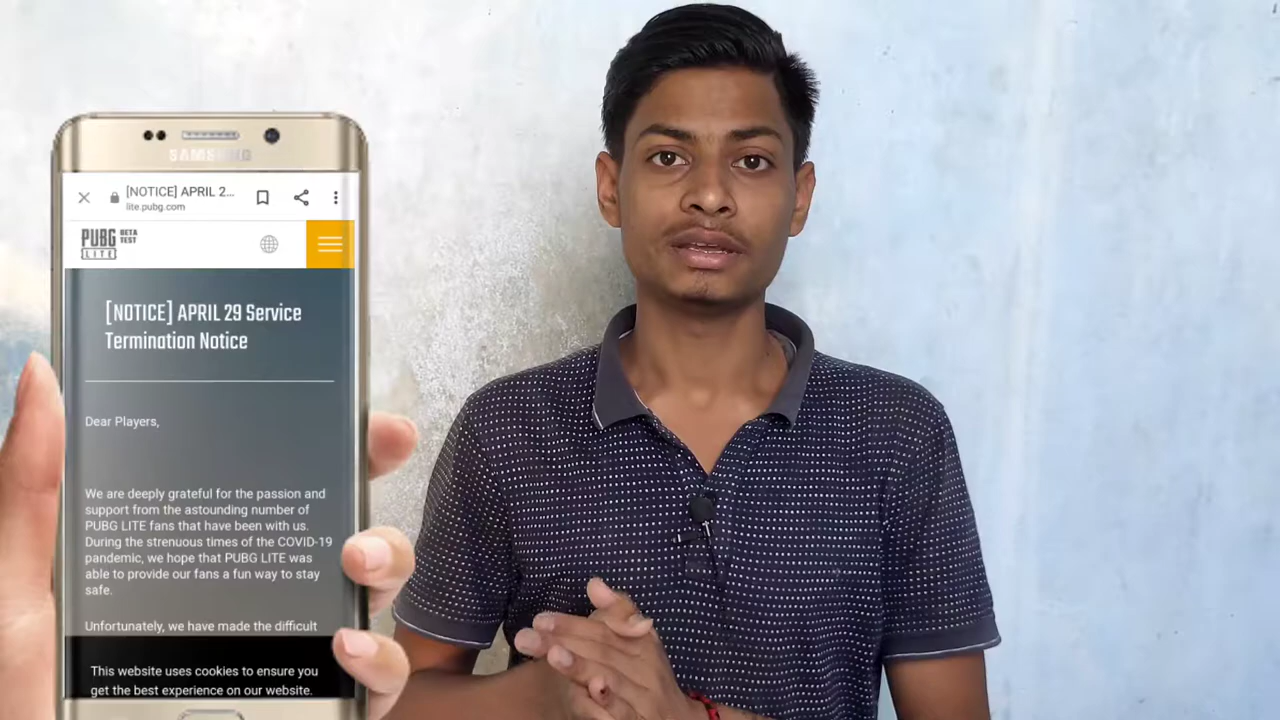 SAMSUNG
[NOTICE] APRIL 2...
lite.pubg.com
PUBG BETA
TEST
LITE
[NOTICE] APRIL 29 Service
Termination Notice
Dear Players,
We are deeply grateful for the passion and
support from the astounding number of
PUBG LITE fans that have been with us.
During the strenuous times of the COVID-19
pandemic, we hope that PUBG LITE was
able to provide our fans a fun way to stay
safe.
Unfortunately, we have made the difficult
This website uses cookies to ensure you
get the best experience on our website.